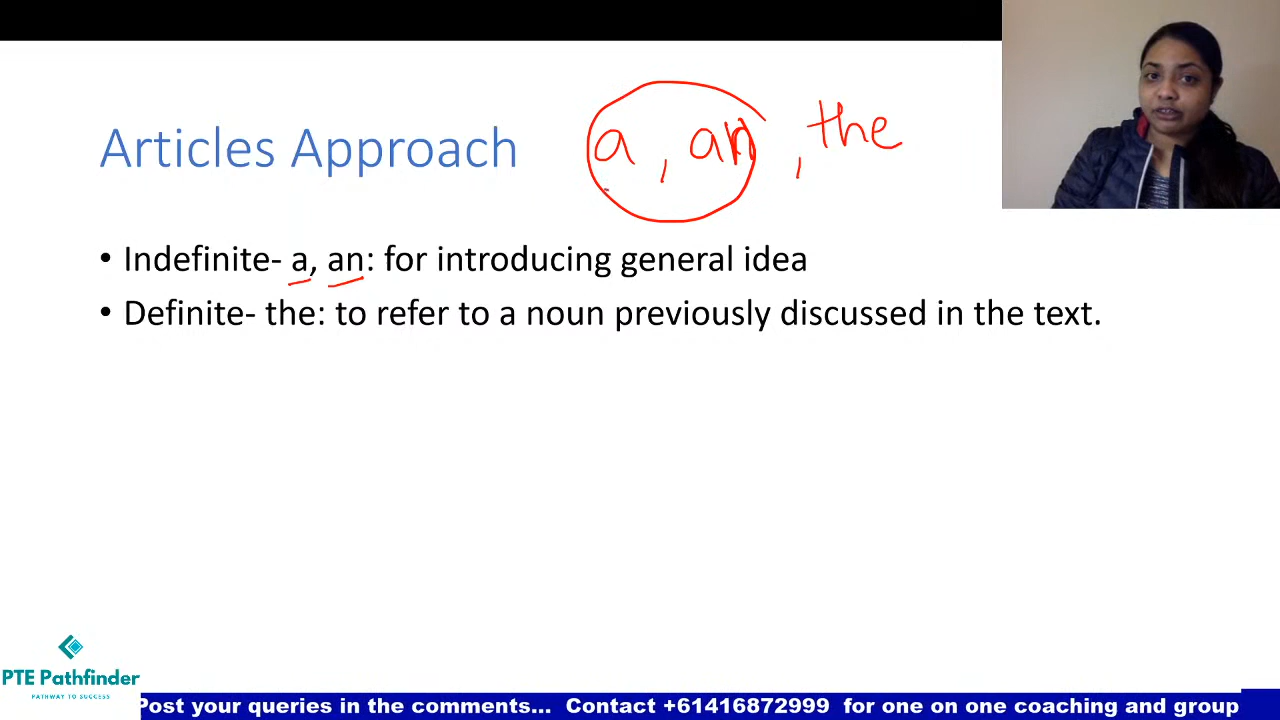 Articles Approach a, an, the
• Indefinite- a, an: for introducing general idea
• Definite- the: to refer to a noun previously discussed in the text.
PTE Pathfinder
PATHWAY TO SUCCESS
Post your queries in the comments... Contact +61416872999 for one on one coaching and group